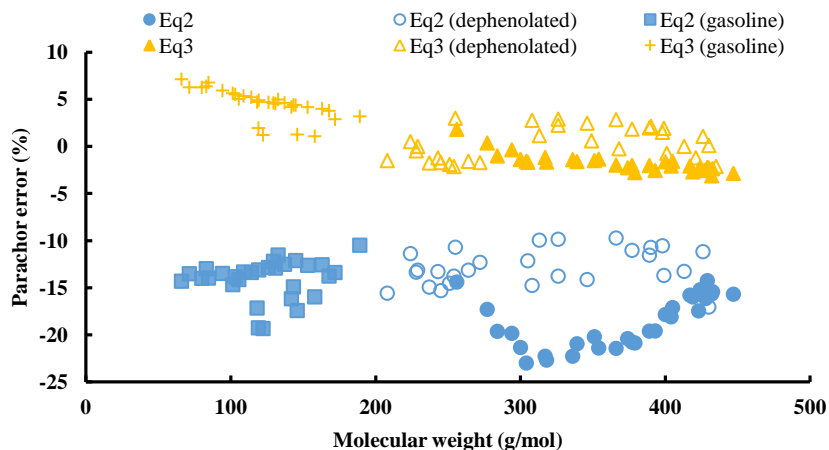 Eq2 Eq2 (dephenolated) Eq2 (gasoline)
Eq3 Eq3 (dephenolated) Eq3 (gasoline)
10
5
0
-5
-10
-15
-20
-25
Parachor error (%)
0 100 200 300 400 500
Molecular weight (g/mol)